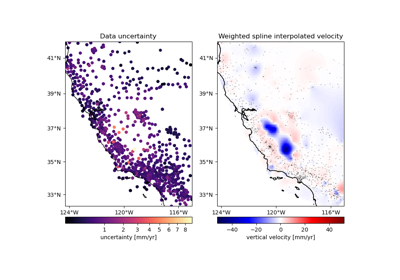 Data uncertainty
Weighted spline interpolated velocity
41°N
39°N
37°N
35°N
33°N
124°W
120°W
116°W
41°N
39°N
37°N
35°N
33°N
124°W
120°W
116°W
1 2 3 4 5 6 7 8
uncertainty [mm/yr]
−40 −20 0 20 40
vertical velocity [mm/yr]